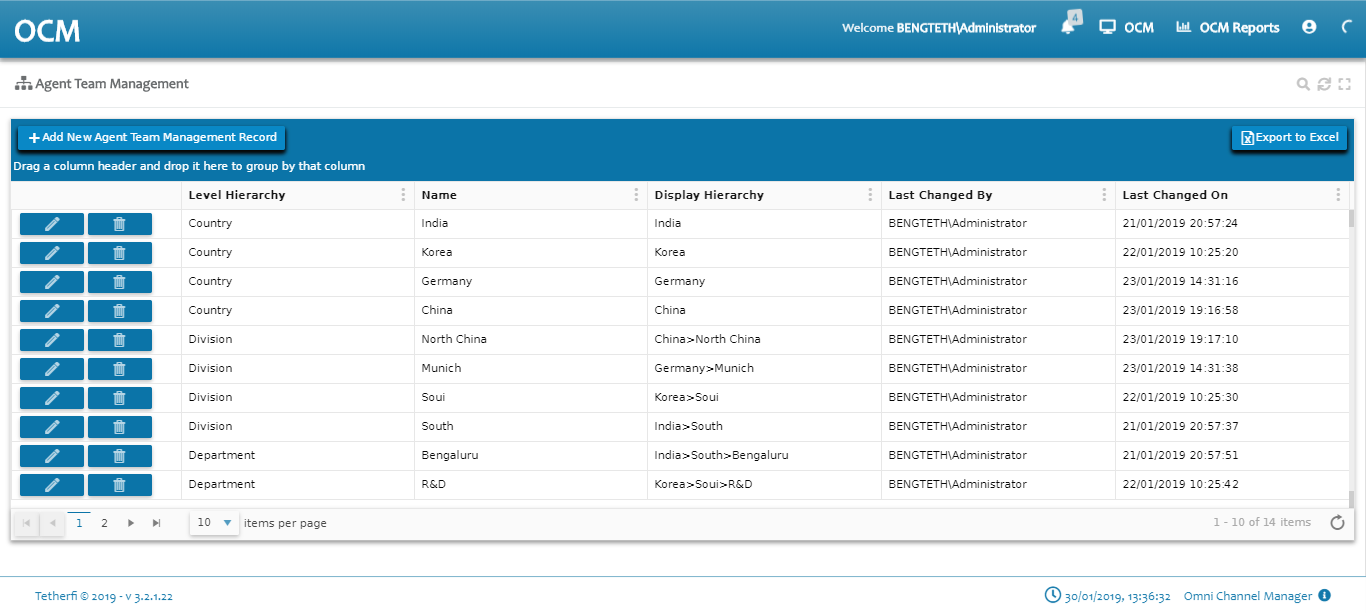 OCM
Welcome BENGTETH\Administrator 4 OCM OCM Reports
Agent Team Management
Add New Agent Team Management Record Export to Excel
Drag a column header and drop it here to group by that column
Level Hierarchy Name Display Hierarchy Last Changed By Last Changed On
Country India India BENGTETH\Administrator 21/01/2019 20:57:24
Country Korea Korea BENGTETH\Administrator 22/01/2019 10:25:20
Country Germany Germany BENGTETH\Administrator 23/01/2019 14:31:16
Country China China BENGTETH\Administrator 23/01/2019 19:16:58
Division North China China>North China BENGTETH\Administrator 23/01/2019 19:17:10
Division Munich Germany>Munich BENGTETH\Administrator 23/01/2019 14:31:38
Division Soui Korea>Soui BENGTETH\Administrator 22/01/2019 10:25:30
Division South India>South BENGTETH\Administrator 21/01/2019 20:57:37
Department Bengaluru India>South>Bengaluru BENGTETH\Administrator 21/01/2019 20:57:51
Department R&D Korea>Soui>R&D BENGTETH\Administrator 22/01/2019 10:25:42
1 2 10 items per page 1 - 10 of 14 items
Tetherfi © 2019 - v 3.2.1.22 30/01/2019, 13:36:32 Omni Channel Manager